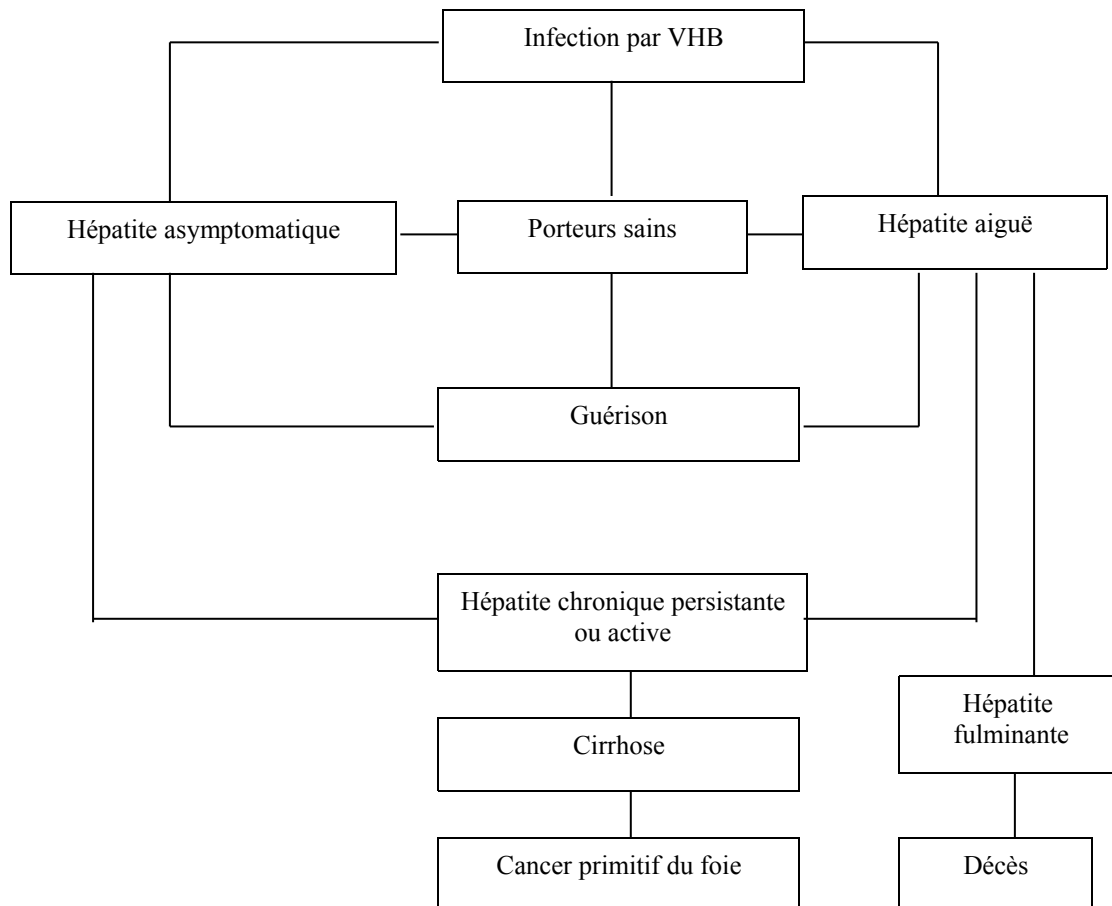 Infection par VHB
Hépatite asymptomatique
Porteurs sains
Hépatite aiguë
Guérison
Hépatite chronique persistante
ou active
Hépatite
fulminante
Cirrhose
Cancer primitif du foie
Décès